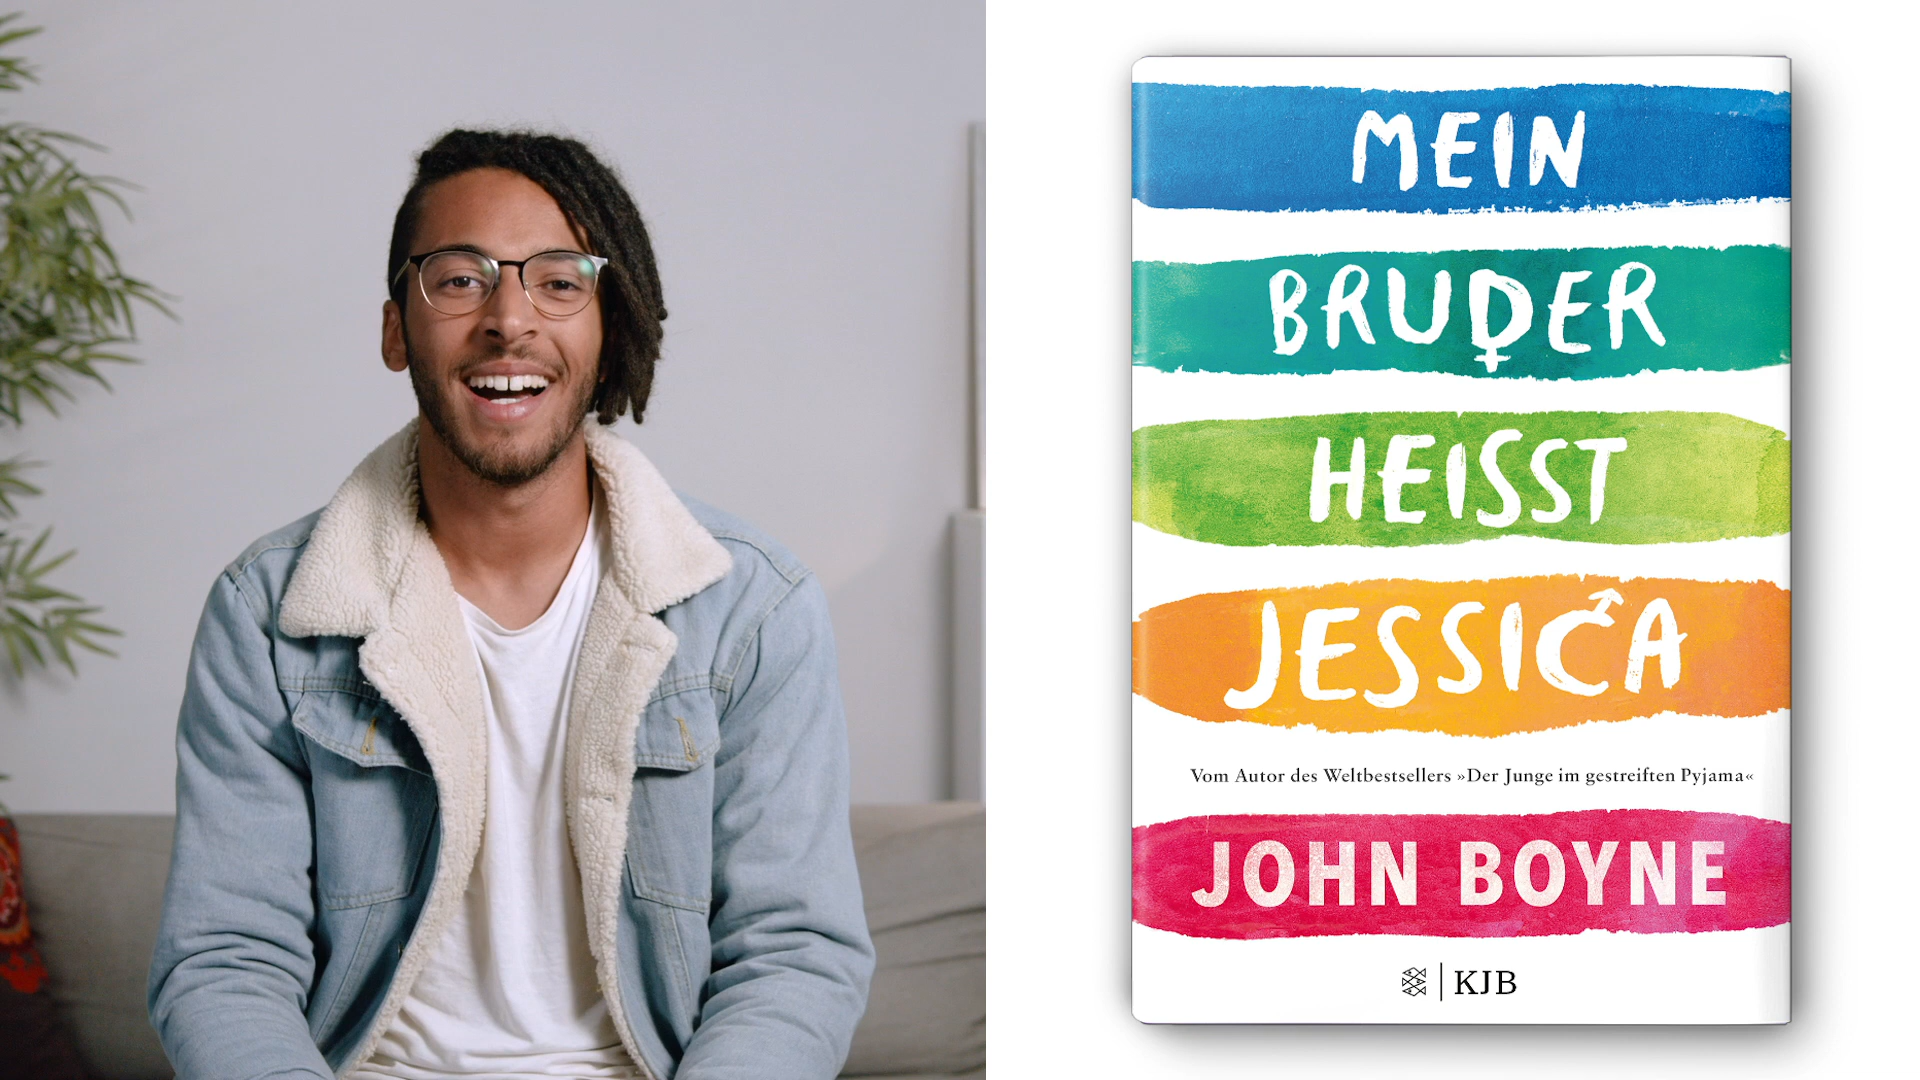 MEIN
BRUDER
HEISST
JESSICA
Vom Autor des Weltbestsellers »Der Junge im gestreiften Pyjama«
JOHN BOYNE
KJB